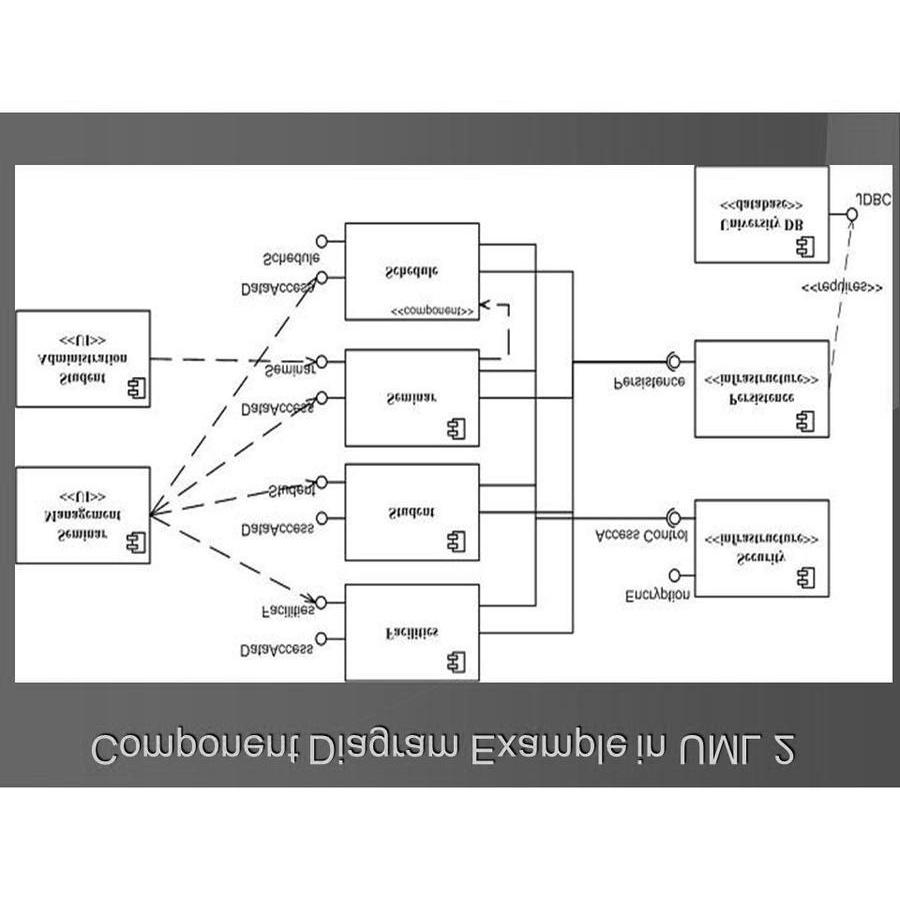 Component Diagram Example in UML 2
DataAccess
Facilities
Facilities
Encryption
Security
<<infrastructure>>
Access Control
Seminar
Management
<<UI>>
DataAccess
Student
Student
DataAccess
Seminar
Seminar
Student
Administration
<<UI>>
Persistence
Persistence
<<infrastructure>>
<<component>>
Schedule
DataAccess
Schedule
<<requires>>
University DB
<<database>>
JDBC